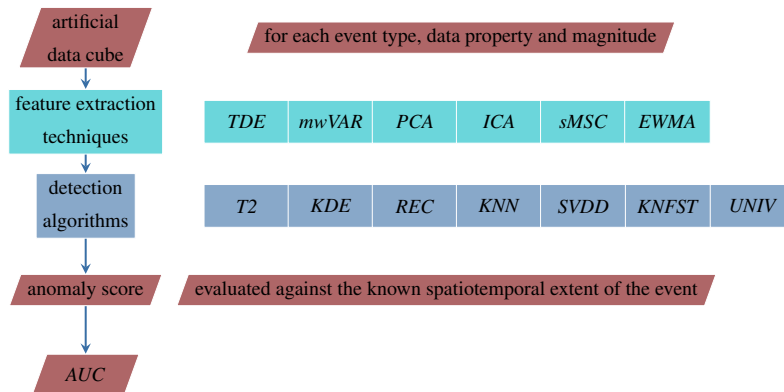 artificial
data cube
for each event type, data property and magnitude
feature extraction
techniques
TDE mwVAR PCA ICA sMSC EWMA
detection
algorithms
T2 KDE REC KNN SVDD KNFST UNIV
anomaly score
evaluated against the known spatiotemporal extent of the event
AUC